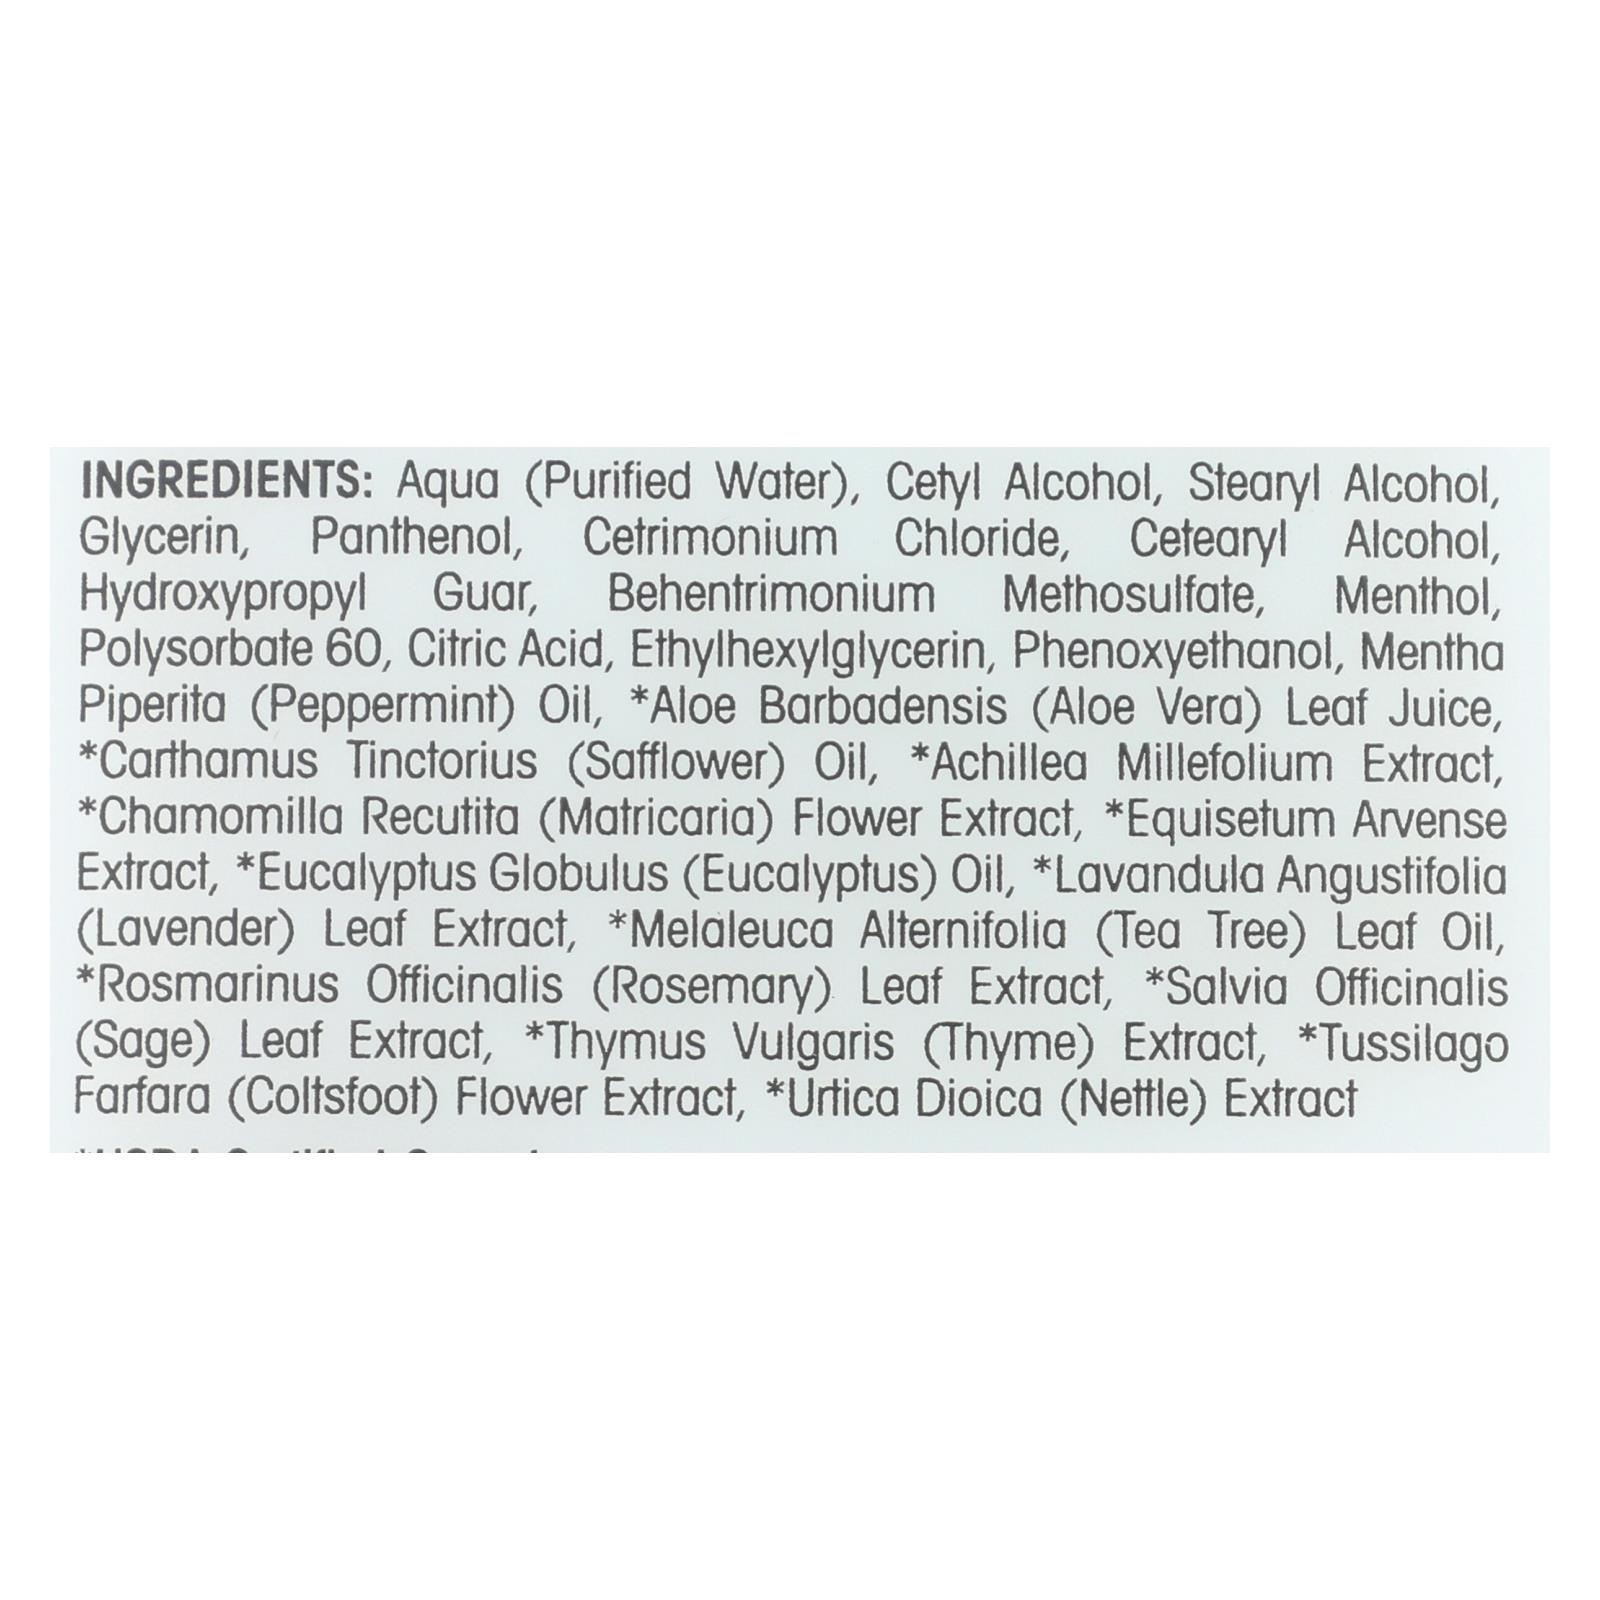 INGREDIENTS: Aqua (Purified Water), Cetyl Alcohol, Stearyl Alcohol,
Glycerin, Panthenol, Cetrimonium Chloride, Cetearyl Alcohol,
Hydroxypropyl Guar, Behentrimonium Methosulfate, Menthol,
Polysorbate 60, Citric Acid, Ethylhexylglycerin, Phenoxyethanol, Mentha
Piperita (Peppermint) Oil, *Aloe Barbadensis (Aloe Vera) Leaf Juice,
*Carthamus Tinctorius (Safflower) Oil, *Achillea Millefolium Extract,
*Chamomilla Recutita (Matricaria) Flower Extract, *Equisetum Arvense
Extract, *Eucalyptus Globulus (Eucalyptus) Oil, *Lavandula Angustifolia
(Lavender) Leaf Extract, *Melaleuca Alternifolia (Tea Tree) Leaf Oil,
*Rosmarinus Officinalis (Rosemary) Leaf Extract, *Salvia Officinalis
(Sage) Leaf Extract, *Thymus Vulgaris (Thyme) Extract, *Tussilago
Farfara (Coltsfoot) Flower Extract, *Urtica Dioica (Nettle) Extract